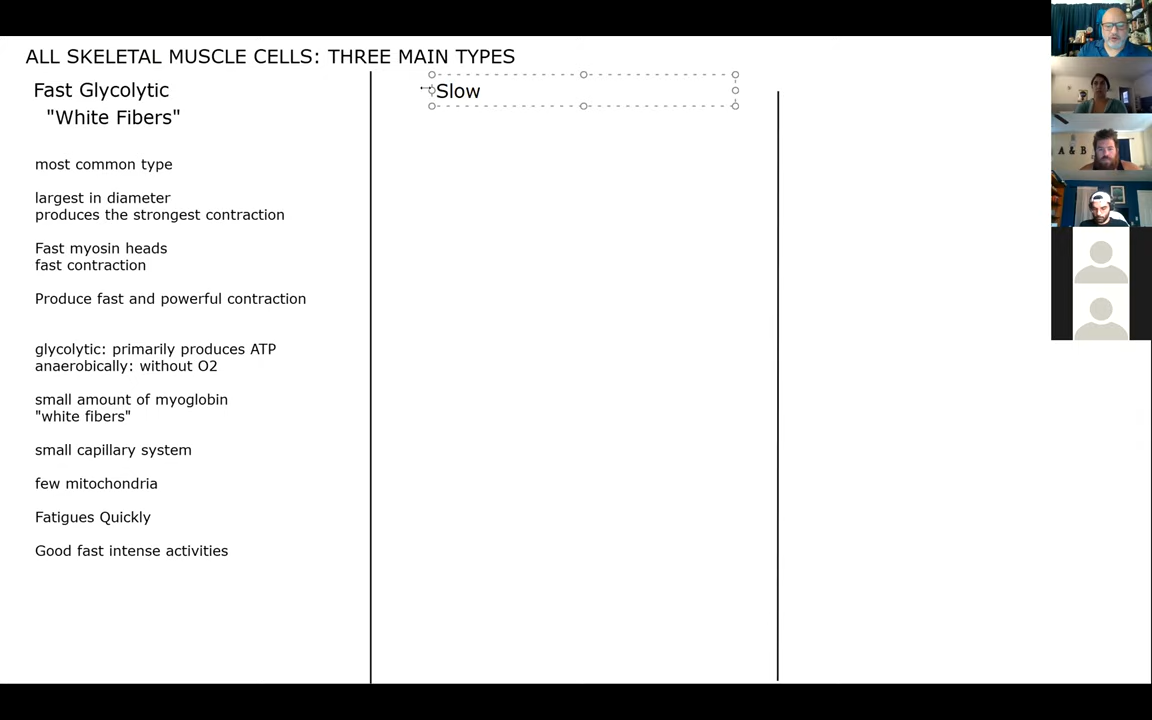 ALL SKELETAL MUSCLE CELLS: THREE MAIN TYPES
Fast Glycolytic
"White Fibers"
most common type
largest in diameter
produces the strongest contraction
Fast myosin heads
fast contraction
Produce fast and powerful contraction
glycolytic: primarily produces ATP
anaerobically: without O2
small amount of myoglobin
"white fibers"
small capillary system
few mitochondria
Fatigues Quickly
Good fast intense activities
Slow
A & B